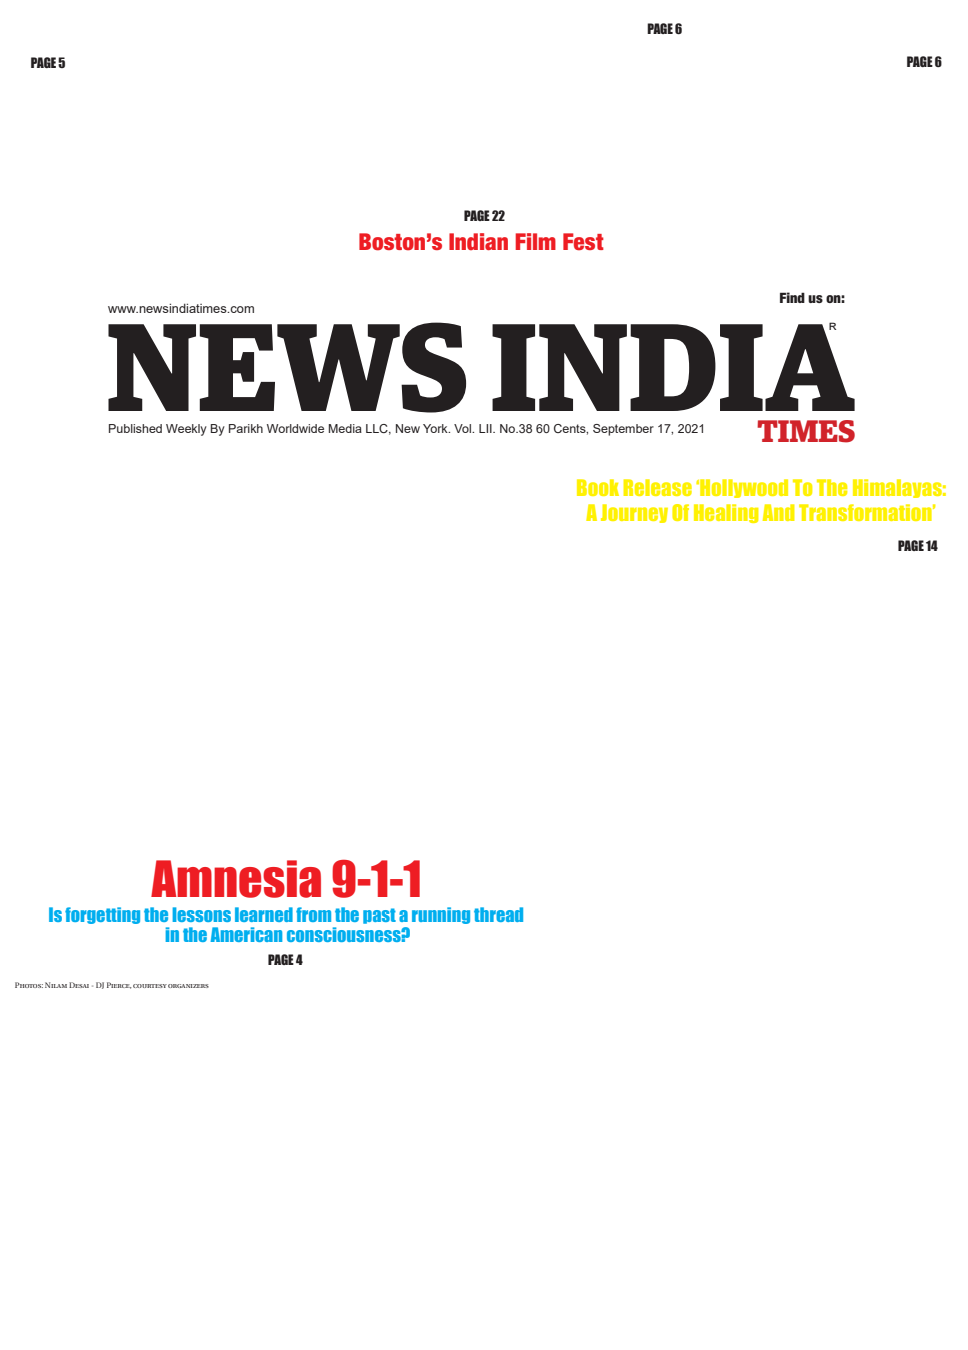 PAGE 6
PAGE 5
PAGE 6
PAGE 22
Boston’s Indian Film Fest
Find us on:
www.newsindiatimes.com
NEWS INDIA
R
TIMES
Published Weekly By Parikh Worldwide Media LLC, New York. Vol. LII. No.38 60 Cents, September 17, 2021
Book Release ‘Hollywood To The Himalayas:
A Journey Of Healing And Transformation’
PAGE 14
Amnesia 9-1-1
Is forgetting the lessons learned from the past a running thread
in the American consciousness?
PAGE 4
Photos: Nilam Desai - DJ Pierce, courtesy organizers